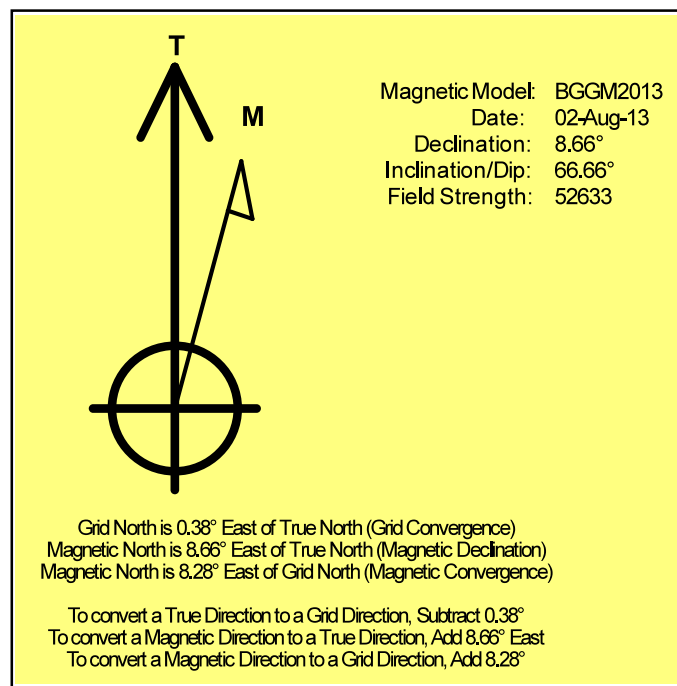 T
M
Magnetic Model: BGGM2013
Date: 02-Aug-13
Declination: 8.66°
Inclination/Dip: 66.66°
Field Strength: 52633
Grid North is 0.38° East of True North (Grid Convergence)
Magnetic North is 8.66° East of True North (Magnetic Declination)
Magnetic North is 8.28° East of Grid North (Magnetic Convergence)
To convert a True Direction to a Grid Direction, Subtract 0.38°
To convert a Magnetic Direction to a True Direction, Add 8.66° East
To convert a Magnetic Direction to a Grid Direction, Add 8.28°